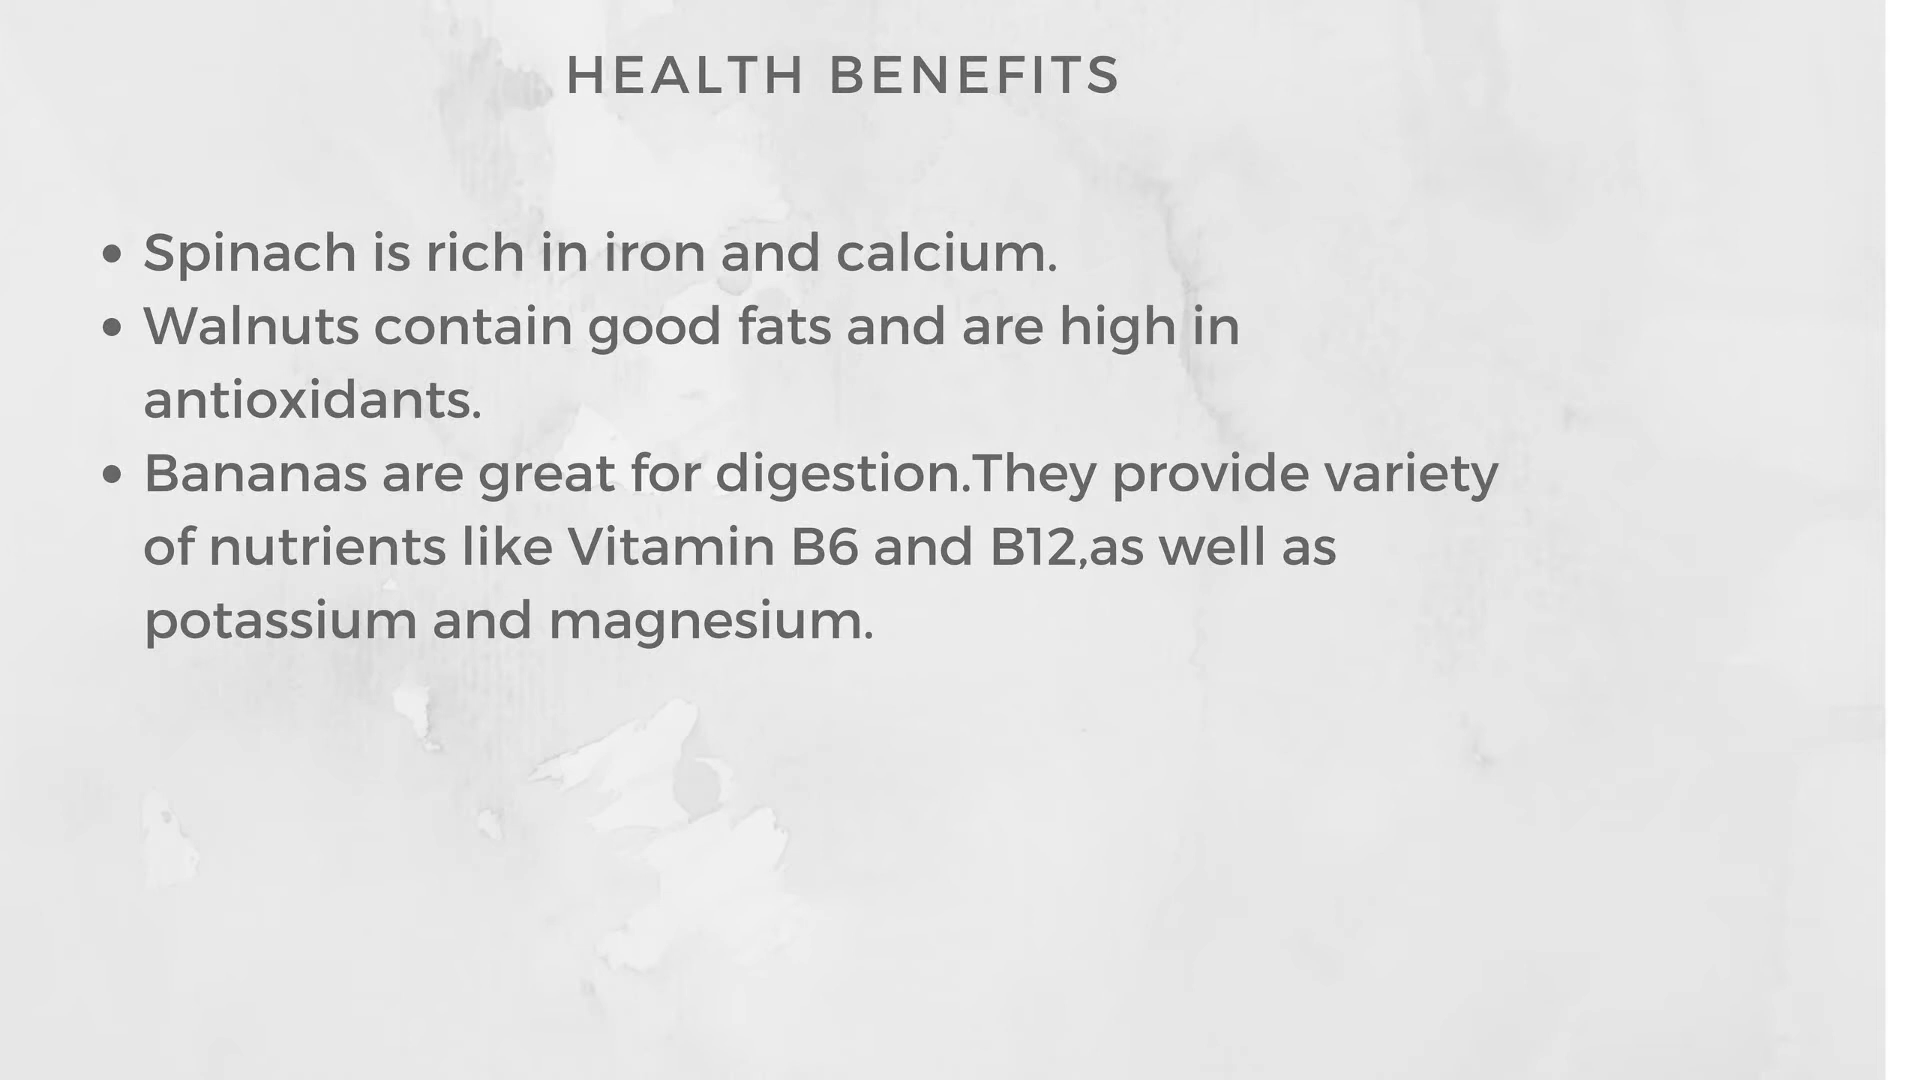 HEALTH BENEFITS
• Spinach is rich in iron and calcium.
• Walnuts contain good fats and are high in
antioxidants.
• Bananas are great for digestion.They provide variety
of nutrients like Vitamin B6 and B12,as well as
potassium and magnesium.